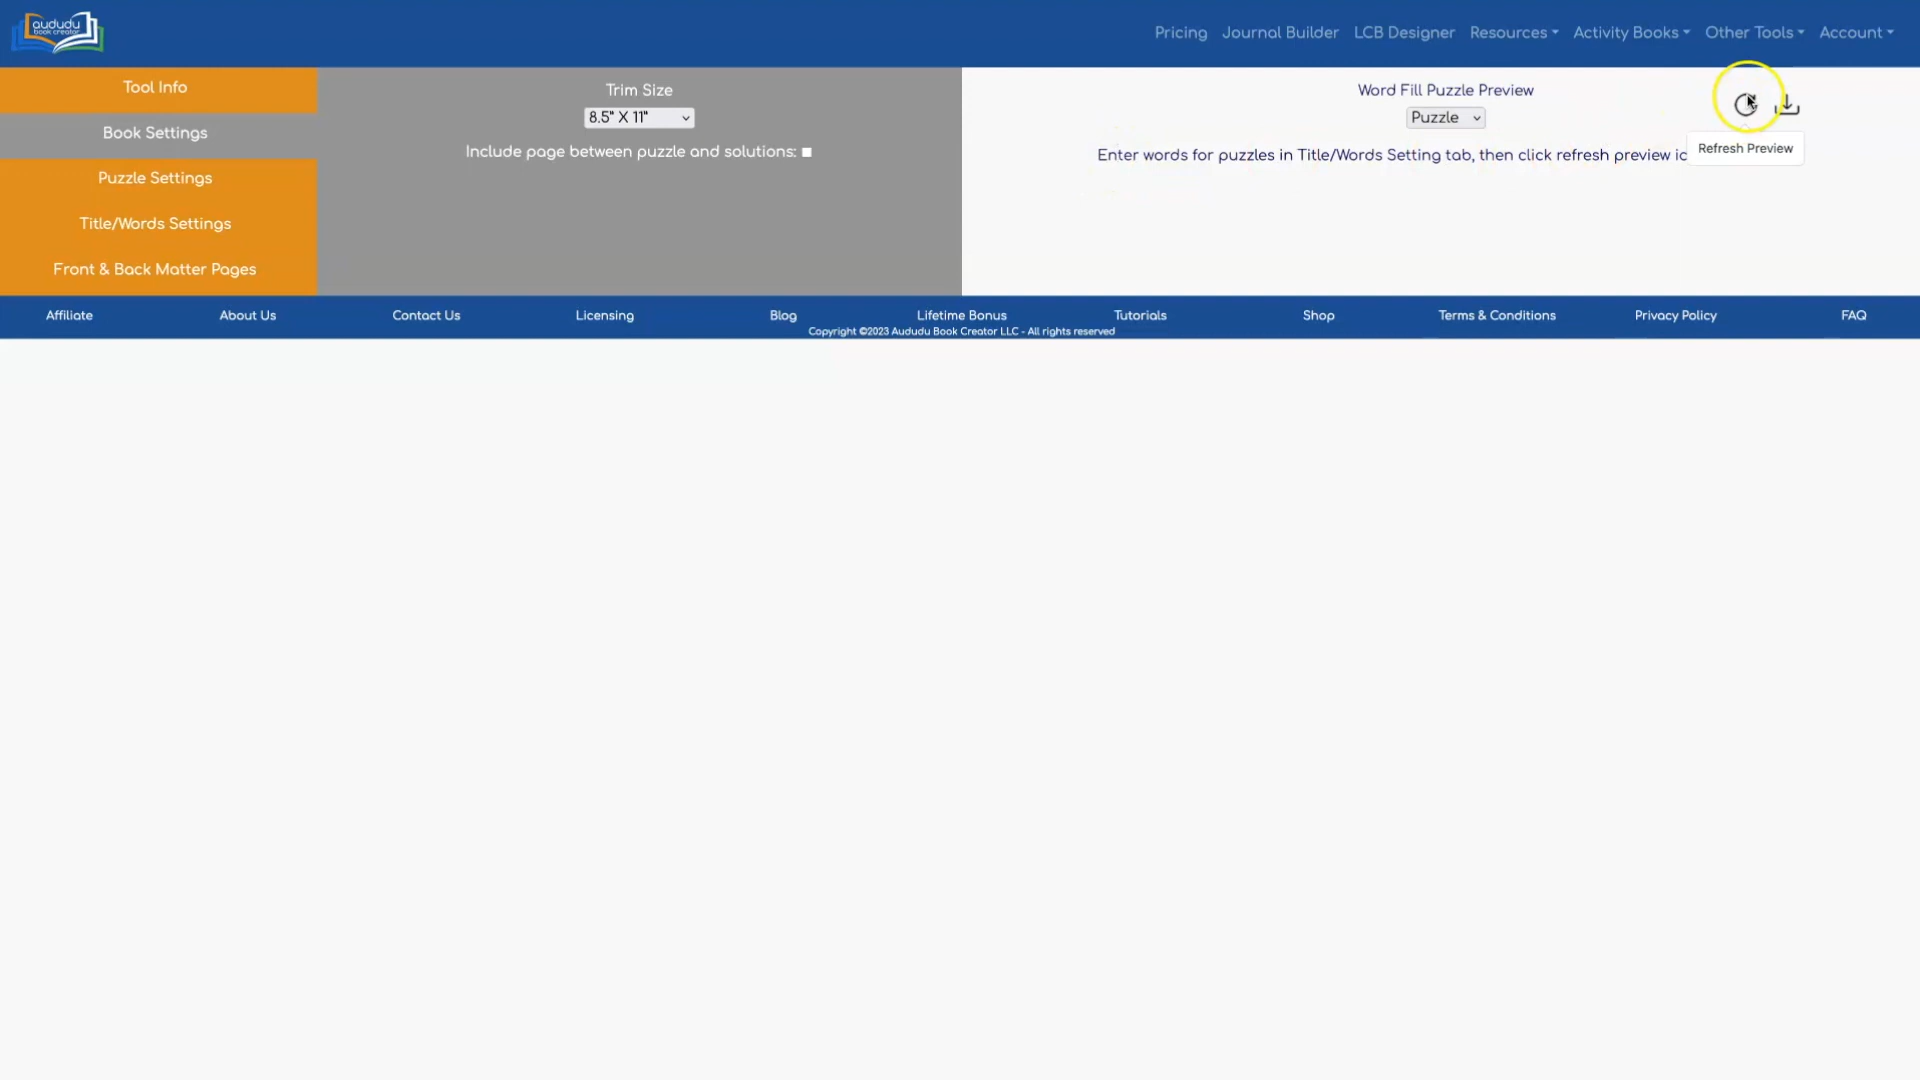 aududu
book creator
Pricing
Journal Builder
LCB Designer
Resources
Activity Books
Other Tools
Account
Tool Info
Book Settings
Puzzle Settings
Title/Words Settings
Front & Back Matter Pages
Trim Size
8.5" X 11"
Include page between puzzle and solutions:
Word Fill Puzzle Preview
Puzzle
Enter words for puzzles in Title/Words Setting tab, then click refresh preview ic
Refresh Preview
Affiliate
About Us
Contact Us
Licensing
Blog
Lifetime Bonus
Tutorials
Shop
Terms & Conditions
Privacy Policy
FAQ
Copyright ©2023 Aududu Book Creator LLC - All rights reserved